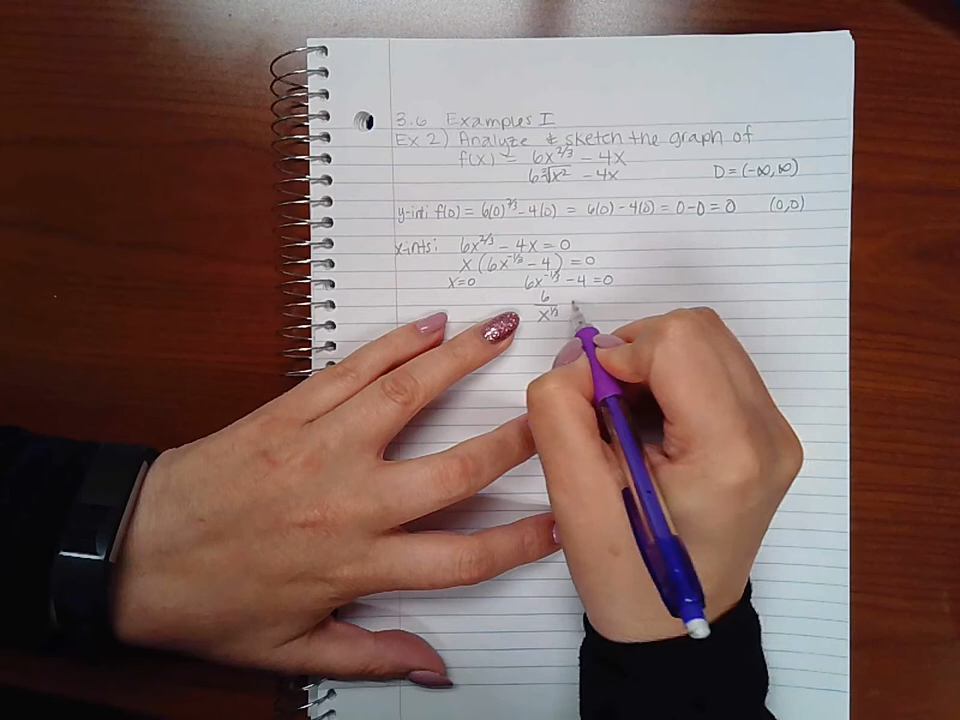 3.6 Examples I
Ex 2) Analyze & sketch the graph of
f(x) = 6x^{2/3} - 4x
6∛x² - 4x D = (-∞, ∞)
y-int: f(0) = 6(0)^{2/3} - 4(0) = 6(0) - 4(0) = 0 - 0 = 0 (0,0)
x-ints: 6x^{2/3} - 4x = 0
x(6x^{-1/3} - 4) = 0
x=0 6x^{-1/3} - 4 = 0
6/x^{1/3}